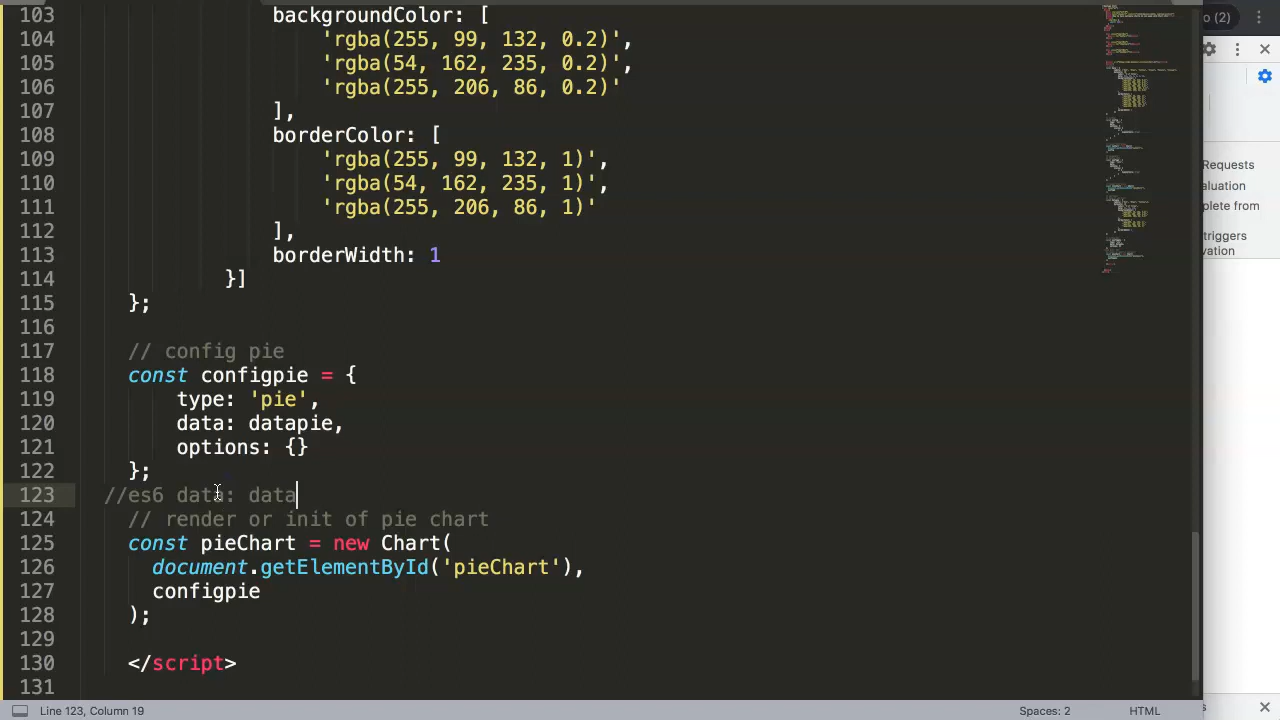 103 backgroundColor: [
104 'rgba(255, 99, 132, 0.2)',
105 'rgba(54, 162, 235, 0.2)',
106 'rgba(255, 206, 86, 0.2)'
107 ],
108 borderColor: [
109 'rgba(255, 99, 132, 1)',
110 'rgba(54, 162, 235, 1)',
111 'rgba(255, 206, 86, 1)'
112 ],
113 borderWidth: 1
114 }]
115 };
116
117 // config pie
118 const configpie = {
119 type: 'pie',
120 data: datapie,
121 options: {}
122 };
123 //es6 data: data
124 // render or init of pie chart
125 const pieChart = new Chart(
126 document.getElementById('pieChart'),
127 configpie
128 );
129
130 </script>
131
Line 123, Column 19
Spaces: 2
HTML
(2)
Requests
plete from
triggers